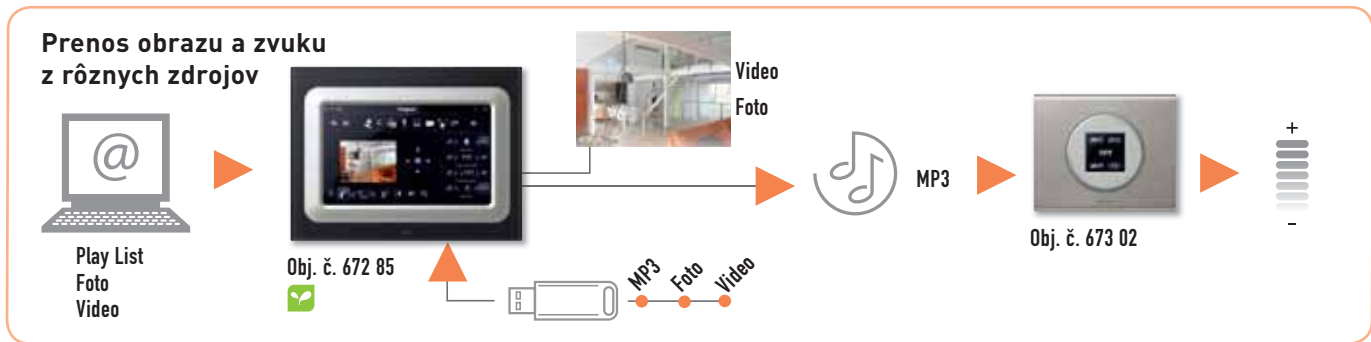 Prenos obrazu a zvuku
z rôznych zdrojov
@
Play List
Foto
Video
Obj. č. 672 85
Video
Foto
MP3
Foto
Video
MP3
Obj. č. 673 02
+
-